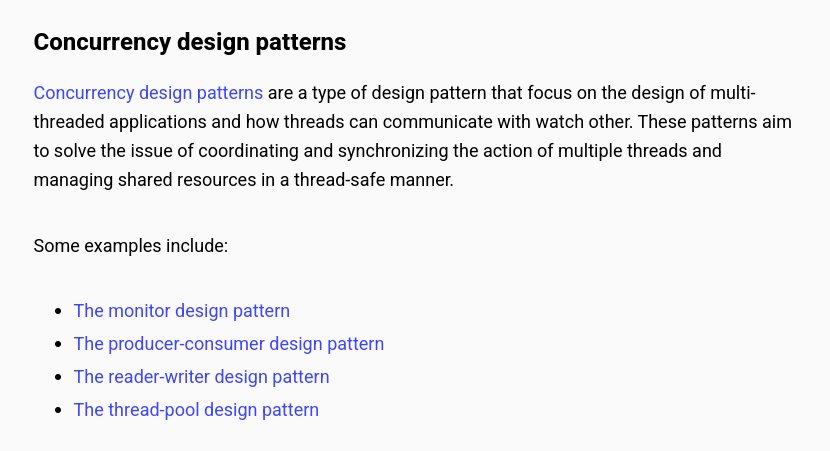 Concurrency design patterns
Concurrency design patterns are a type of design pattern that focus on the design of multi-
threaded applications and how threads can communicate with watch other. These patterns aim
to solve the issue of coordinating and synchronizing the action of multiple threads and
managing shared resources in a thread-safe manner.
Some examples include:
• The monitor design pattern
• The producer-consumer design pattern
• The reader-writer design pattern
• The thread-pool design pattern